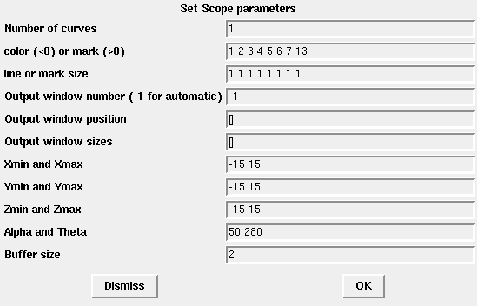 Set Scope parameters
Number of curves 1
color (<0) or mark (>0) 1 2 3 4 5 6 7 13
line or mark size 1 1 1 1 1 1 1 1
Output window number (-1 for automatic) -1
Output window position []
Output window sizes []
Xmin and Xmax -15 15
Ymin and Ymax -15 15
Zmin and Zmax -15 15
Alpha and Theta 50 280
Buffer size 2
Dismiss OK